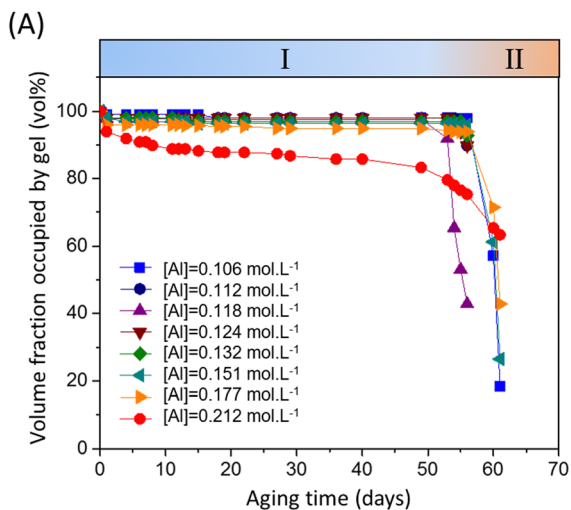 (A)
I II
Volume fraction occupied by gel (vol%)
100
80
60
40
20
0
[Al]=0.106 mol.L⁻¹
[Al]=0.112 mol.L⁻¹
[Al]=0.118 mol.L⁻¹
[Al]=0.124 mol.L⁻¹
[Al]=0.132 mol.L⁻¹
[Al]=0.151 mol.L⁻¹
[Al]=0.177 mol.L⁻¹
[Al]=0.212 mol.L⁻¹
0 10 20 30 40 50 60 70
Aging time (days)